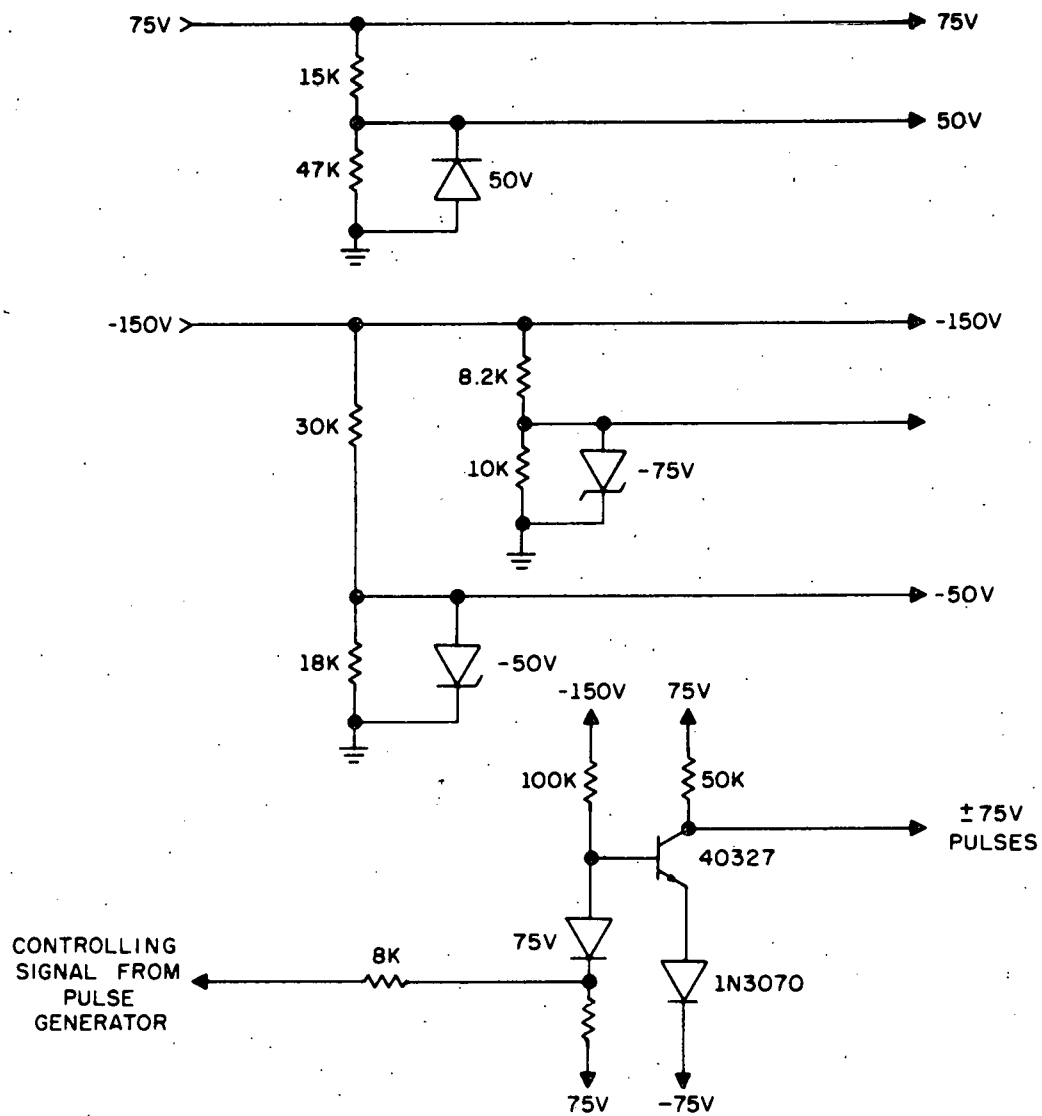 75V
75V
15K
50V
47K
50V
-150V
-150V
8.2K
30K
10K
-75V
-50V
18K
-50V
-150V
75V
100K
50K
±75V
PULSES
40327
CONTROLLING
SIGNAL FROM
PULSE
GENERATOR
8K
75V
1N3070
75V
-75V